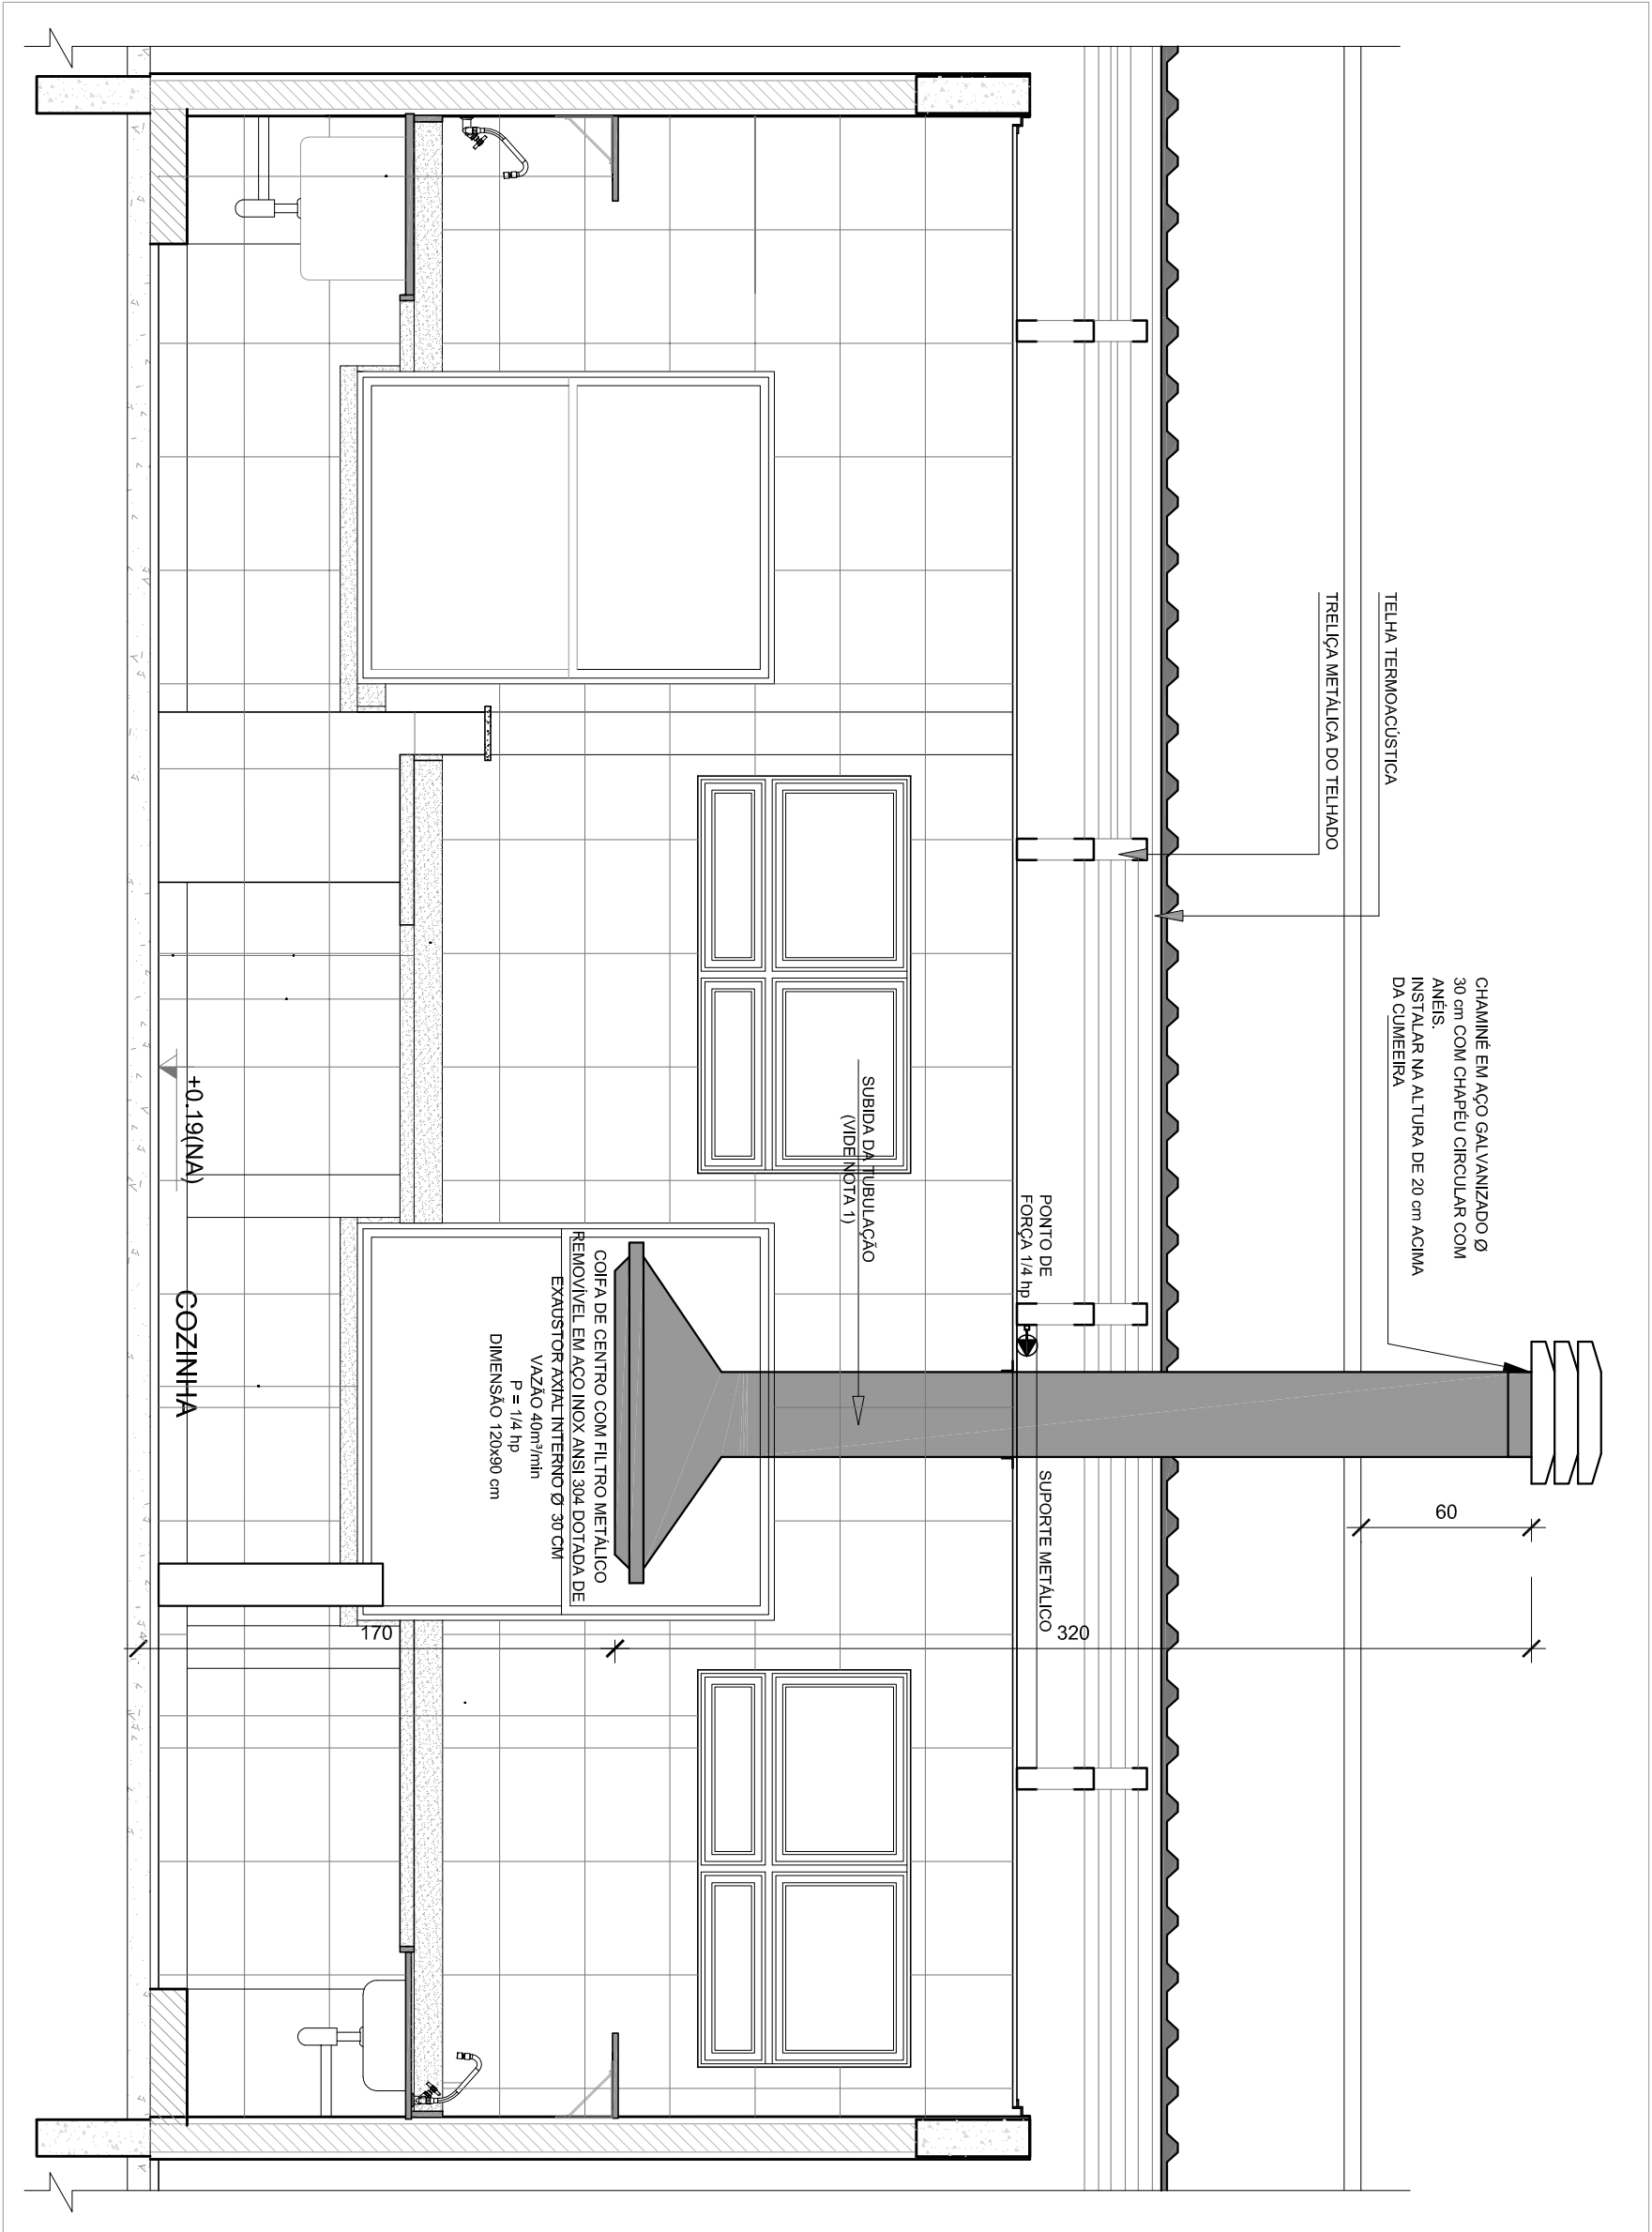 TELHA TERMOACÚSTICA
TRELIÇA METÁLICA DO TELHADO
CHAMINÉ EM AÇO GALVANIZADO Ø
30 cm COM CHAPÉU CIRCULAR COM
ANÉIS.
INSTALAR NA ALTURA DE 20 cm ACIMA
DA CUMEEIRA
60
320
PONTO DE
FORÇA 1/4 hp
SUPORTE METÁLICO
SUBIDA DA TUBULAÇÃO
(VIDE NOTA 1)
COIFA DE CENTRO COM FILTRO METÁLICO
REMOVÍVEL EM AÇO INOX ANSI 304 DOTADA DE
EXAUSTOR AXIAL INTERNO Ø 30 CM
VAZÃO 40m³/min
P = 1/4 hp
DIMENSÃO 120x90 cm
170
+0.19(NA)
COZINHA